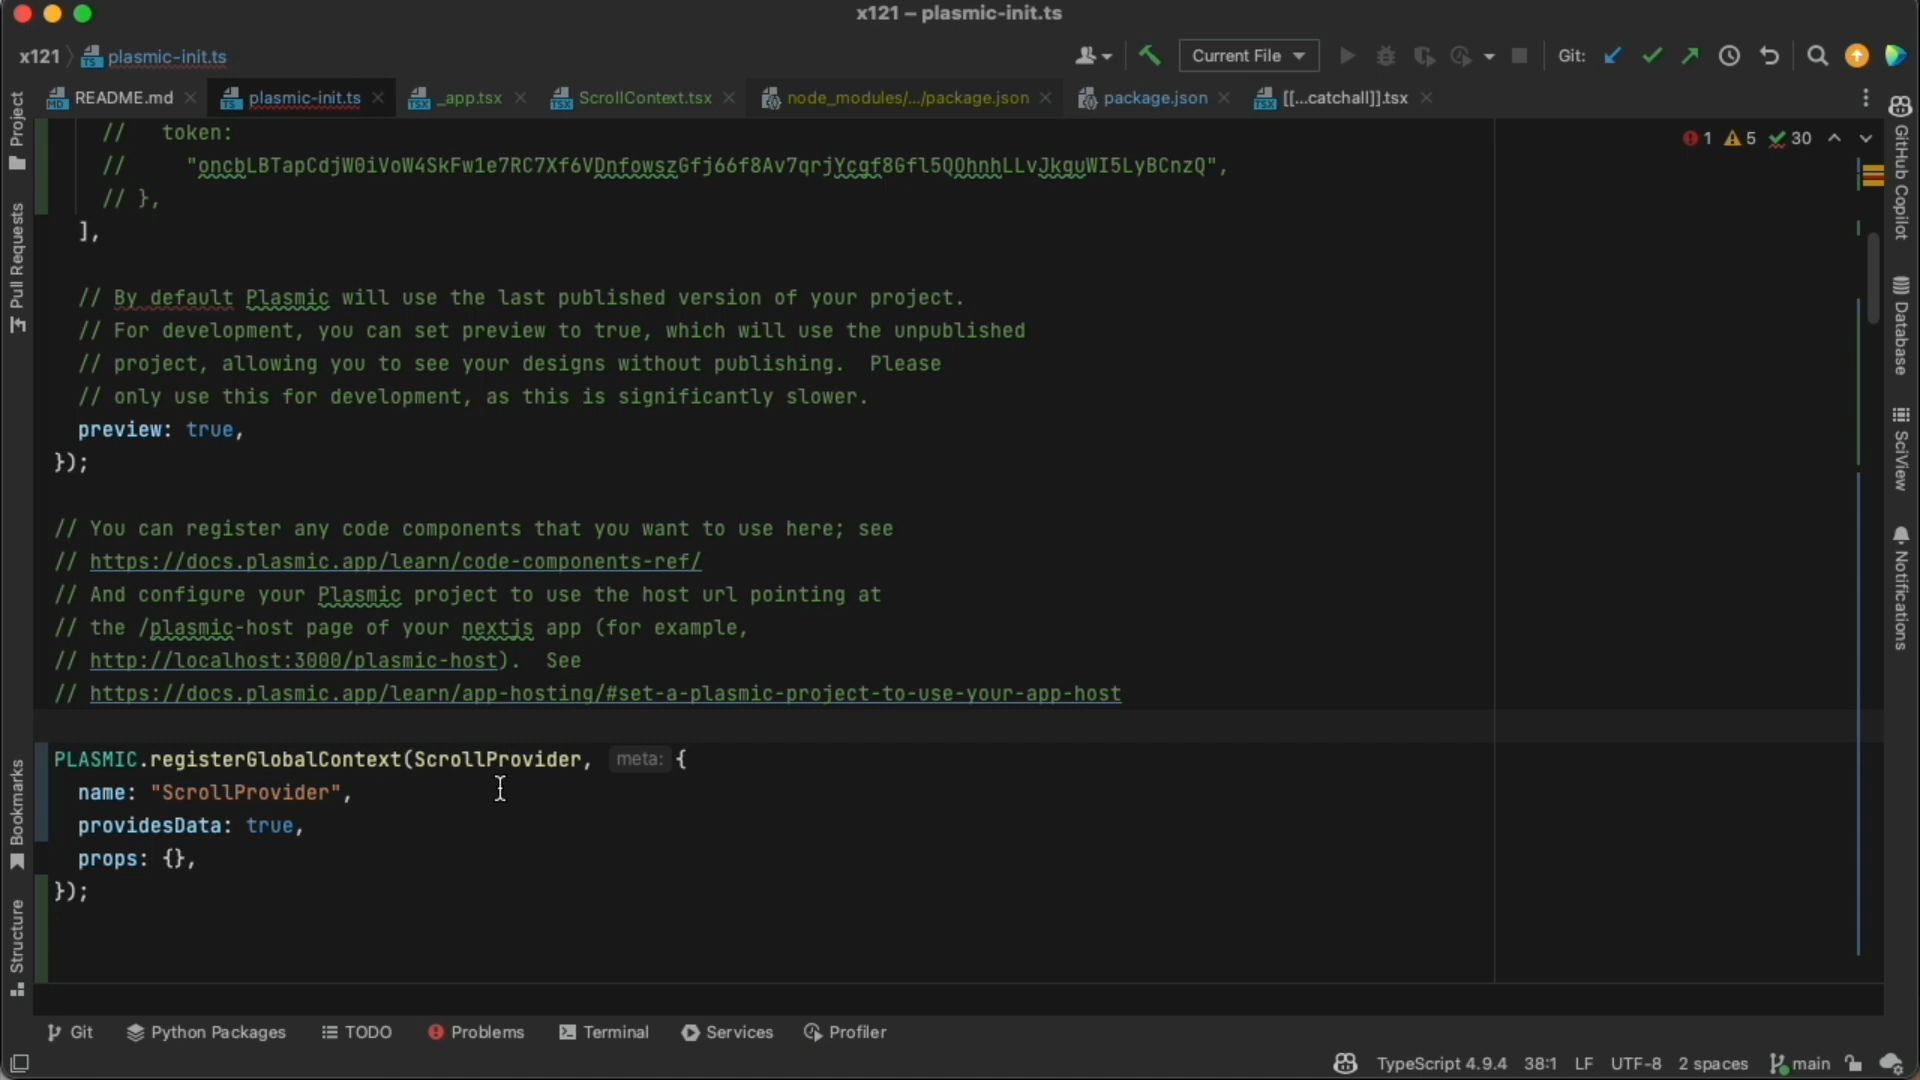 x121 – plasmic-init.ts
x121 plasmic-init.ts Current File Git:
README.md plasmic-init.ts _app.tsx ScrollContext.tsx node_modules/.../package.json package.json [[...catchall]].tsx
1 5 30
// token:
// "oncbLBTapCdjW0iVoW4SkFw1e7RC7Xf6VDnfowszGfj66f8Av7qrjYcgf8Gfl5QOhnhLLvJkguWI5LyBCnzQ",
// },
],
// By default Plasmic will use the last published version of your project.
// For development, you can set preview to true, which will use the unpublished
// project, allowing you to see your designs without publishing.  Please
// only use this for development, as this is significantly slower.
preview: true,
});
// You can register any code components that you want to use here; see
// https://docs.plasmic.app/learn/code-components-ref/
// And configure your Plasmic project to use the host url pointing at
// the /plasmic-host page of your nextjs app (for example,
// http://localhost:3000/plasmic-host).  See
// https://docs.plasmic.app/learn/app-hosting/#set-a-plasmic-project-to-use-your-app-host
PLASMIC.registerGlobalContext(ScrollProvider, meta: {
name: "ScrollProvider",
providesData: true,
props: {},
});
Project
Pull Requests
Bookmarks
Structure
GitHub Copilot
Database
SciView
Notifications
Git Python Packages TODO Problems Terminal Services Profiler
TypeScript 4.9.4 38:1 LF UTF-8 2 spaces main